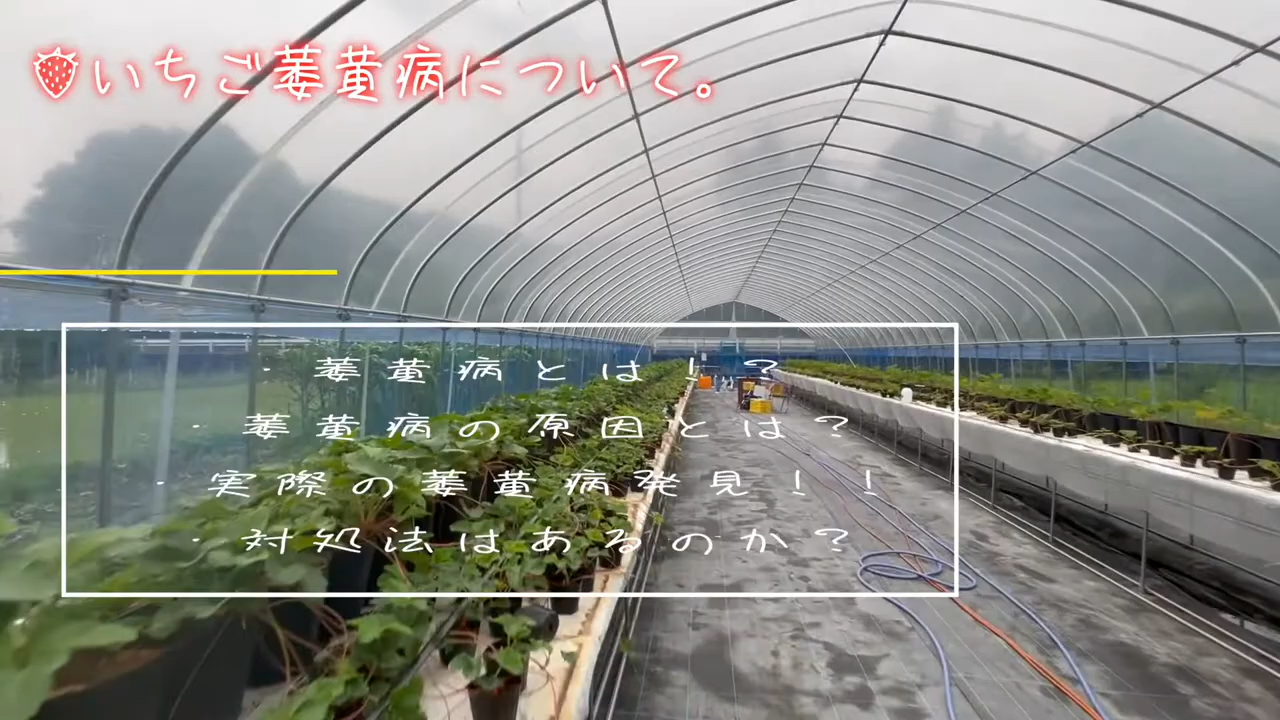 🍓いちご萎黄病について。
・萎黄病とは！？
・萎黄病の原因とは？
・実際の萎黄病発見！！
・対処法はあるのか？